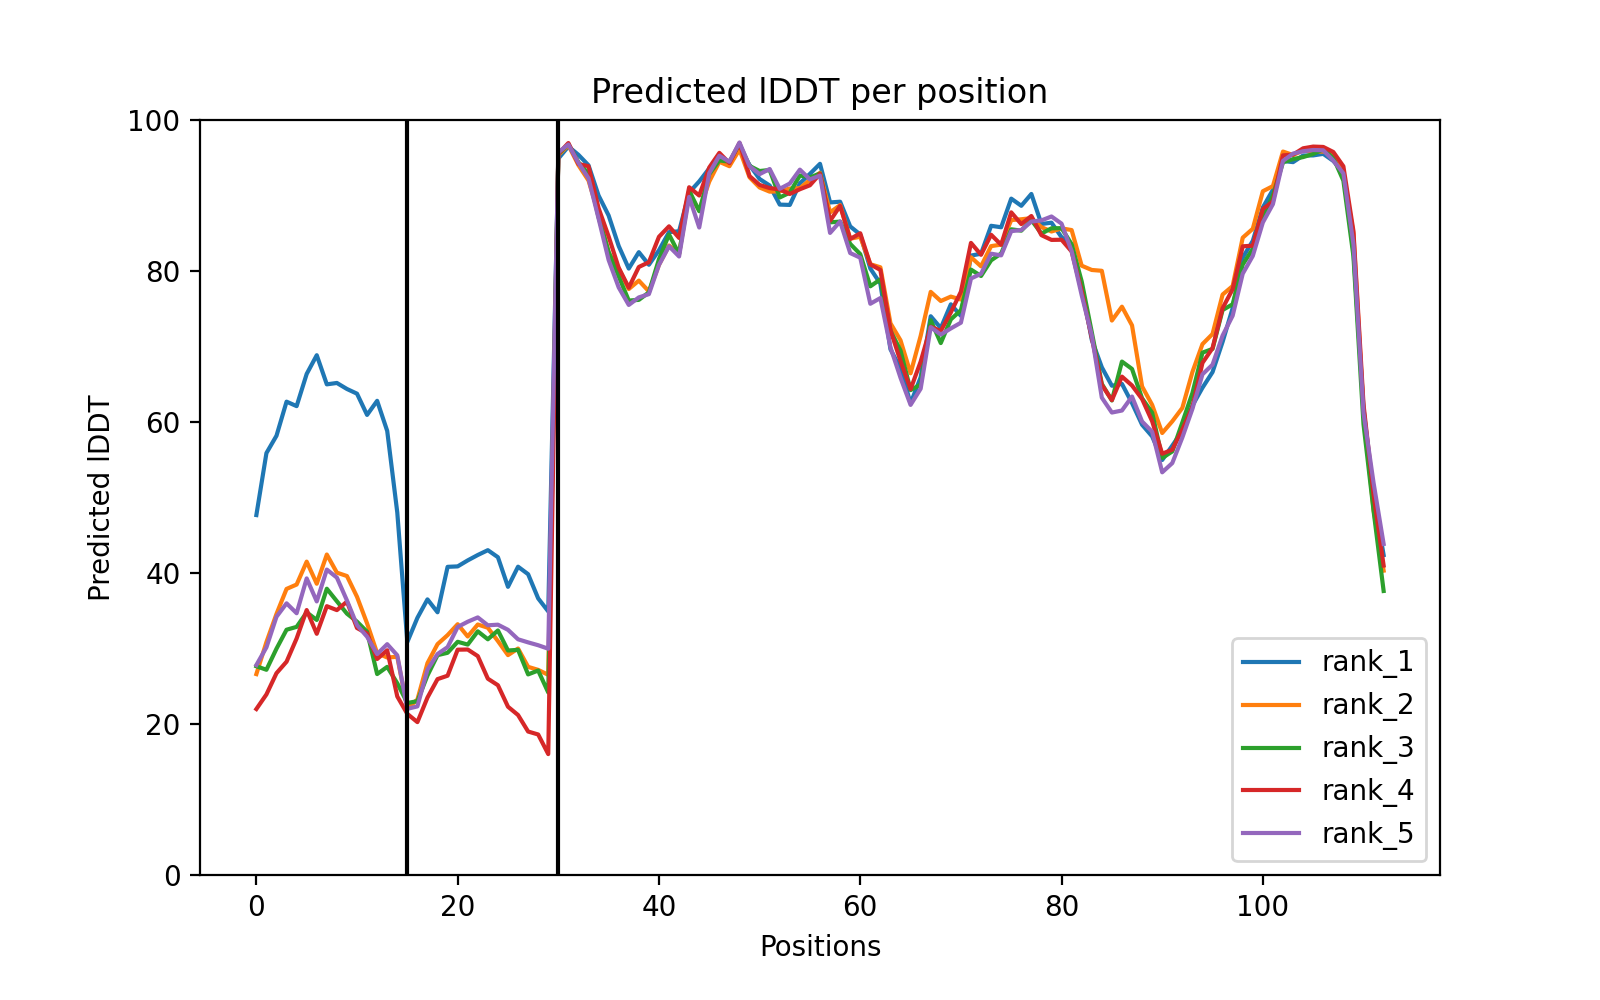 Predicted lDDT per position
100
80
60
40
20
0
Predicted lDDT
0 20 40 60 80 100
Positions
rank_1
rank_2
rank_3
rank_4
rank_5